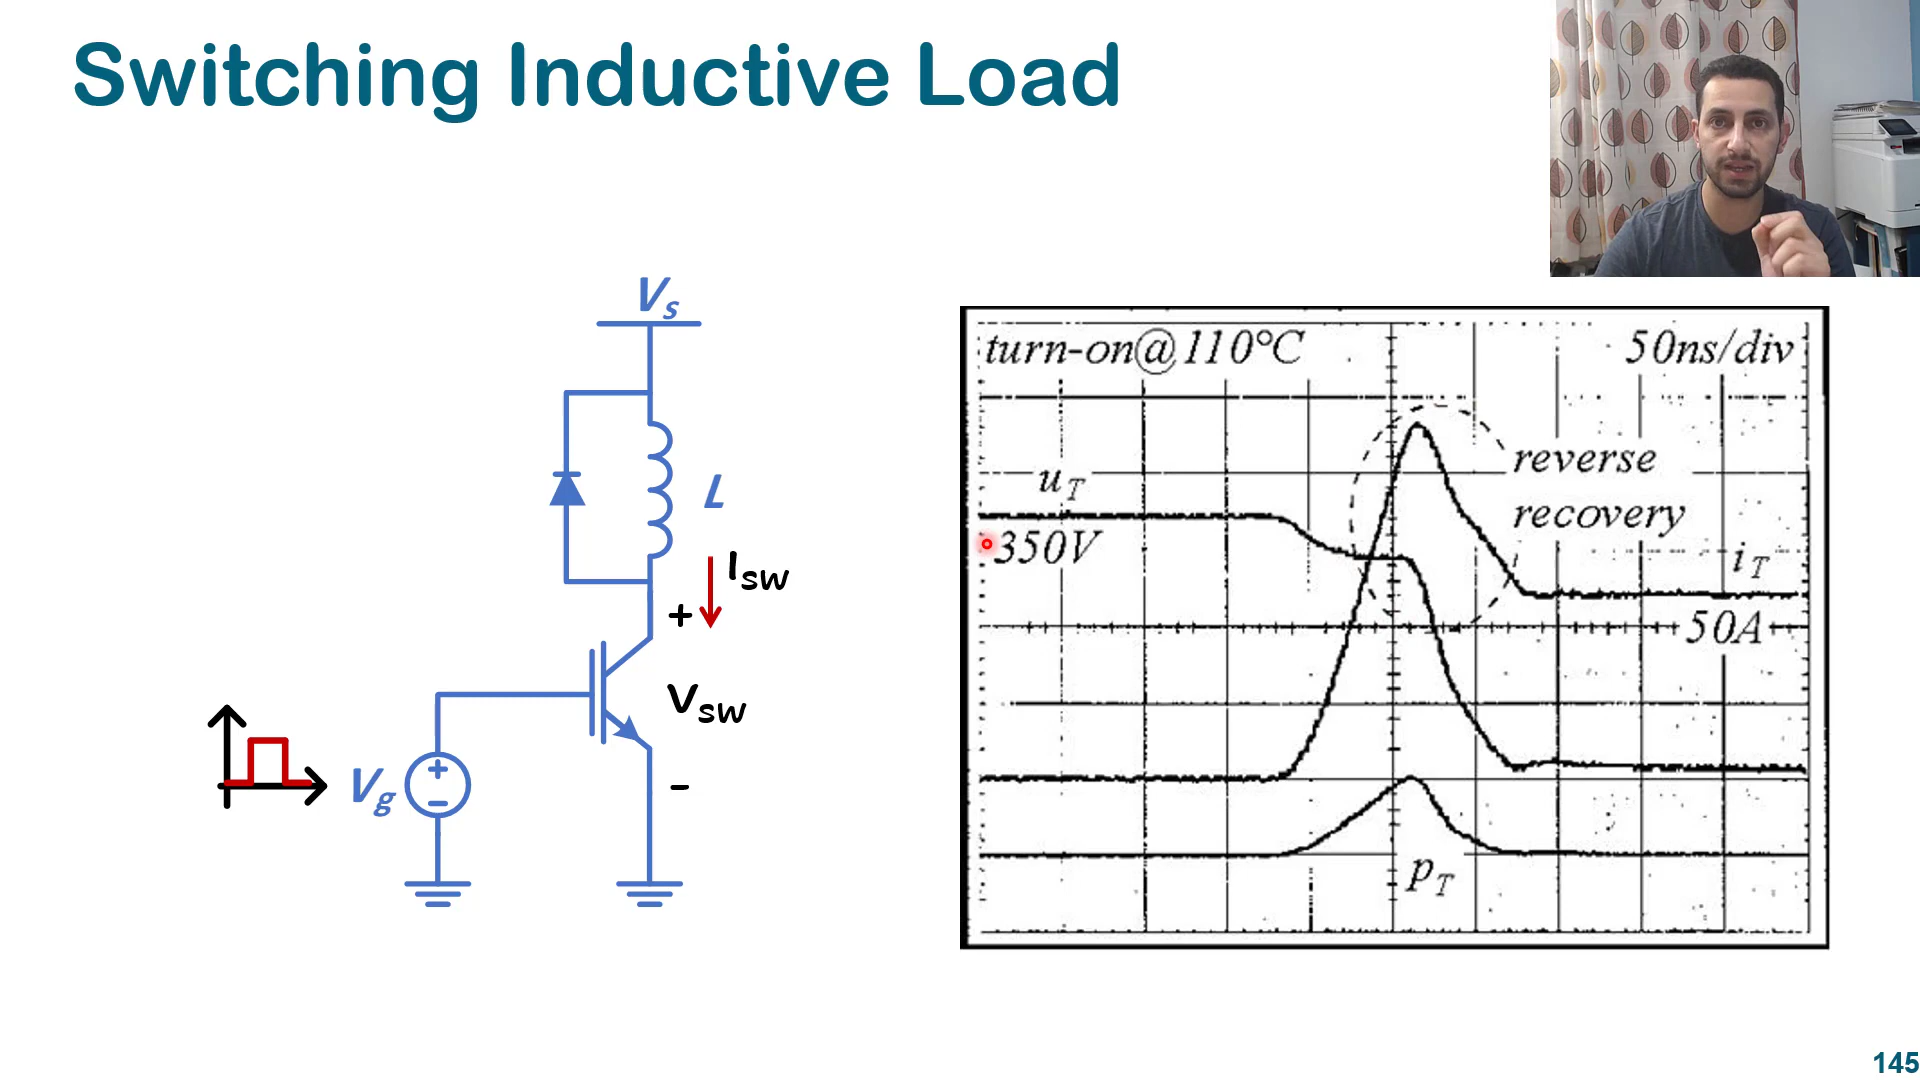 Switching Inductive Load
Vs
L
Isw
+
Vsw
-
Vg
+
−
turn-on@110°C
50ns/div
uT
350V
reverse
recovery
iT
50A
pT
145